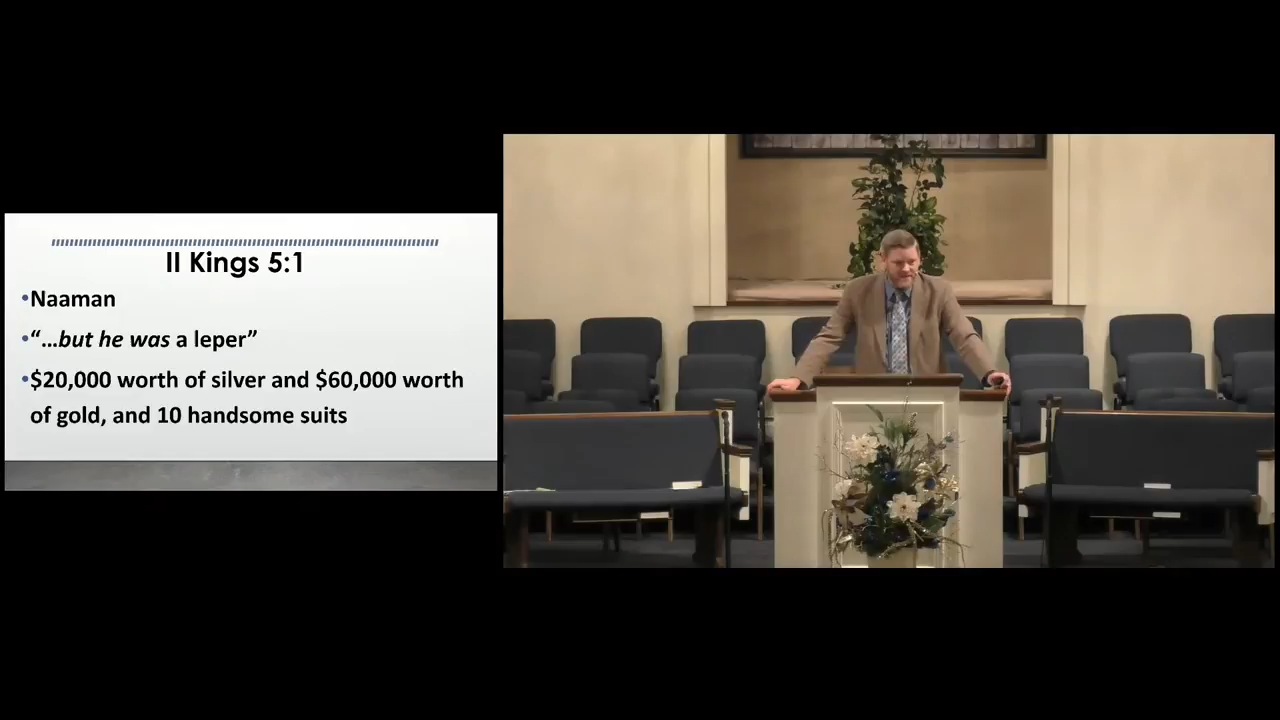 II Kings 5:1
•Naaman
•“…but he was a leper”
•$20,000 worth of silver and $60,000 worth
of gold, and 10 handsome suits